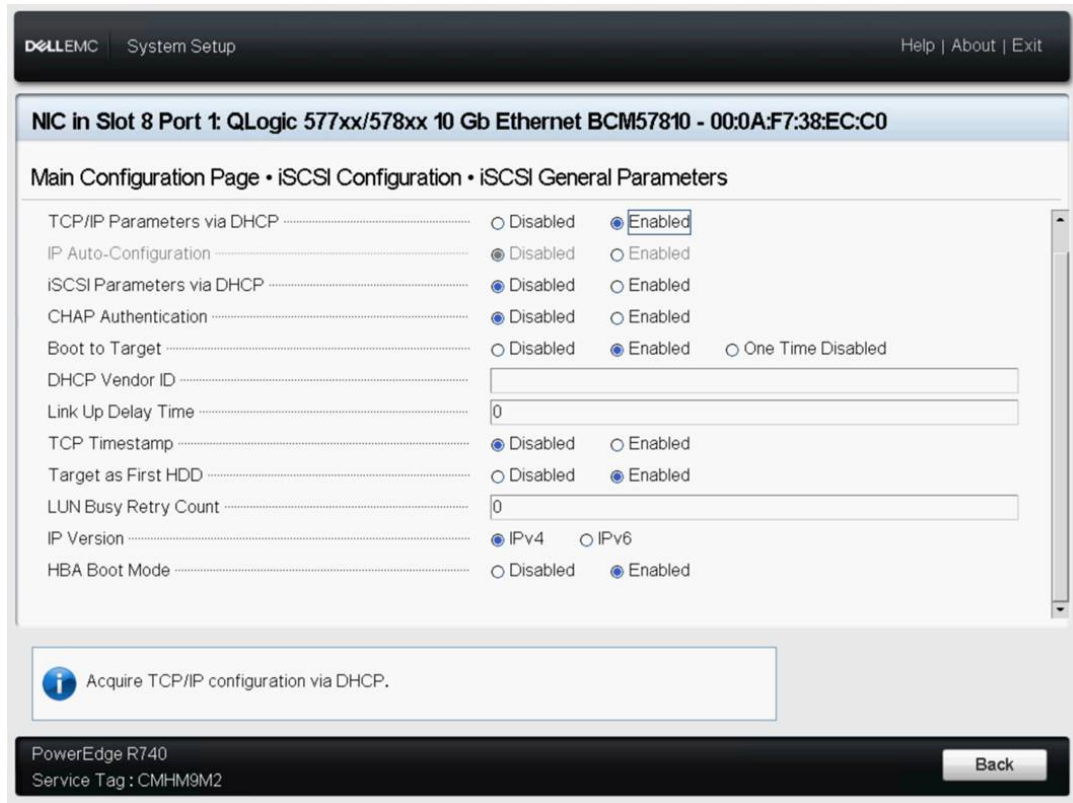 DELLEMC System Setup Help | About | Exit
NIC in Slot 8 Port 1: QLogic 577xx/578xx 10 Gb Ethernet BCM57810 - 00:0A:F7:38:EC:C0
Main Configuration Page • iSCSI Configuration • iSCSI General Parameters
TCP/IP Parameters via DHCP Disabled Enabled
IP Auto-Configuration Disabled Enabled
iSCSI Parameters via DHCP Disabled Enabled
CHAP Authentication Disabled Enabled
Boot to Target Disabled Enabled One Time Disabled
DHCP Vendor ID
Link Up Delay Time 0
TCP Timestamp Disabled Enabled
Target as First HDD Disabled Enabled
LUN Busy Retry Count 0
IP Version IPv4 IPv6
HBA Boot Mode Disabled Enabled
Acquire TCP/IP configuration via DHCP.
PowerEdge R740
Service Tag : CMHM9M2
Back